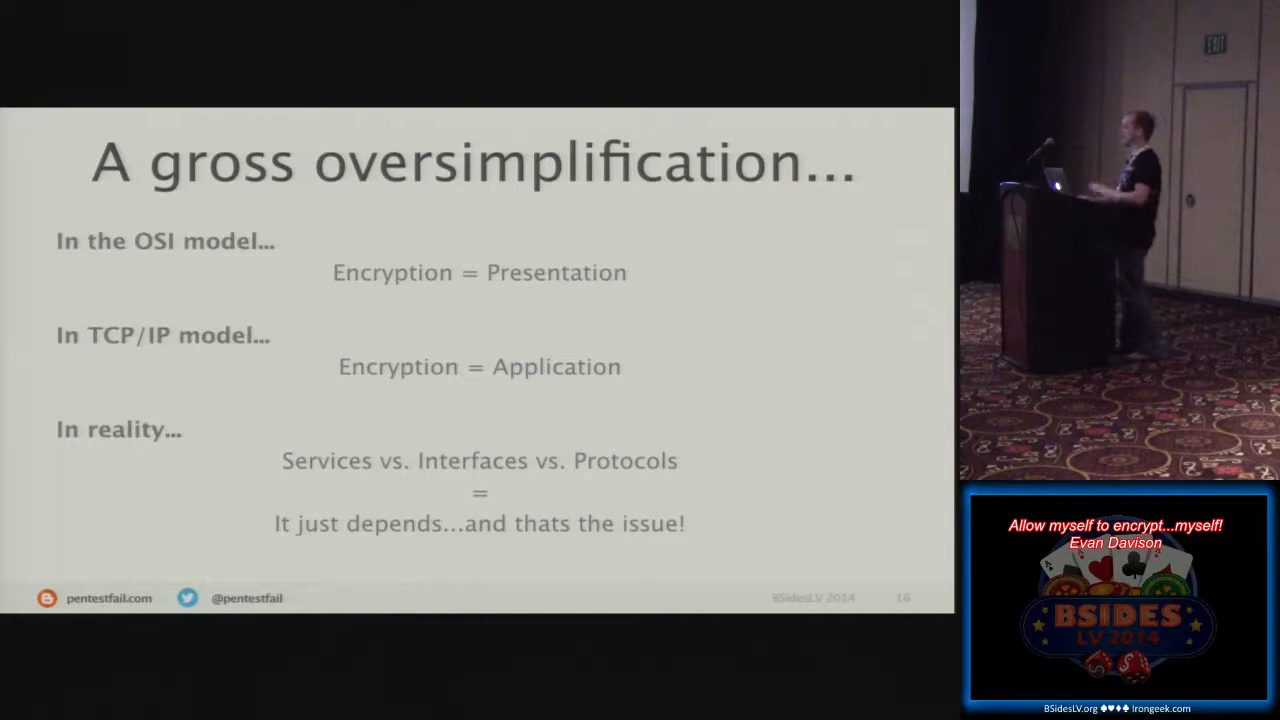 A gross oversimplification...
In the OSI model...
Encryption = Presentation
In TCP/IP model...
Encryption = Application
In reality...
Services vs. Interfaces vs. Protocols
=
It just depends...and thats the issue!
pentestfail.com
@pentestfail
BSidesLV 2014
16
EXIT
Allow myself to encrypt...myself!
Evan Davison
BSIDES
LV 2014
BSidesLV.org ♠♥♦♣ Irongeek.com